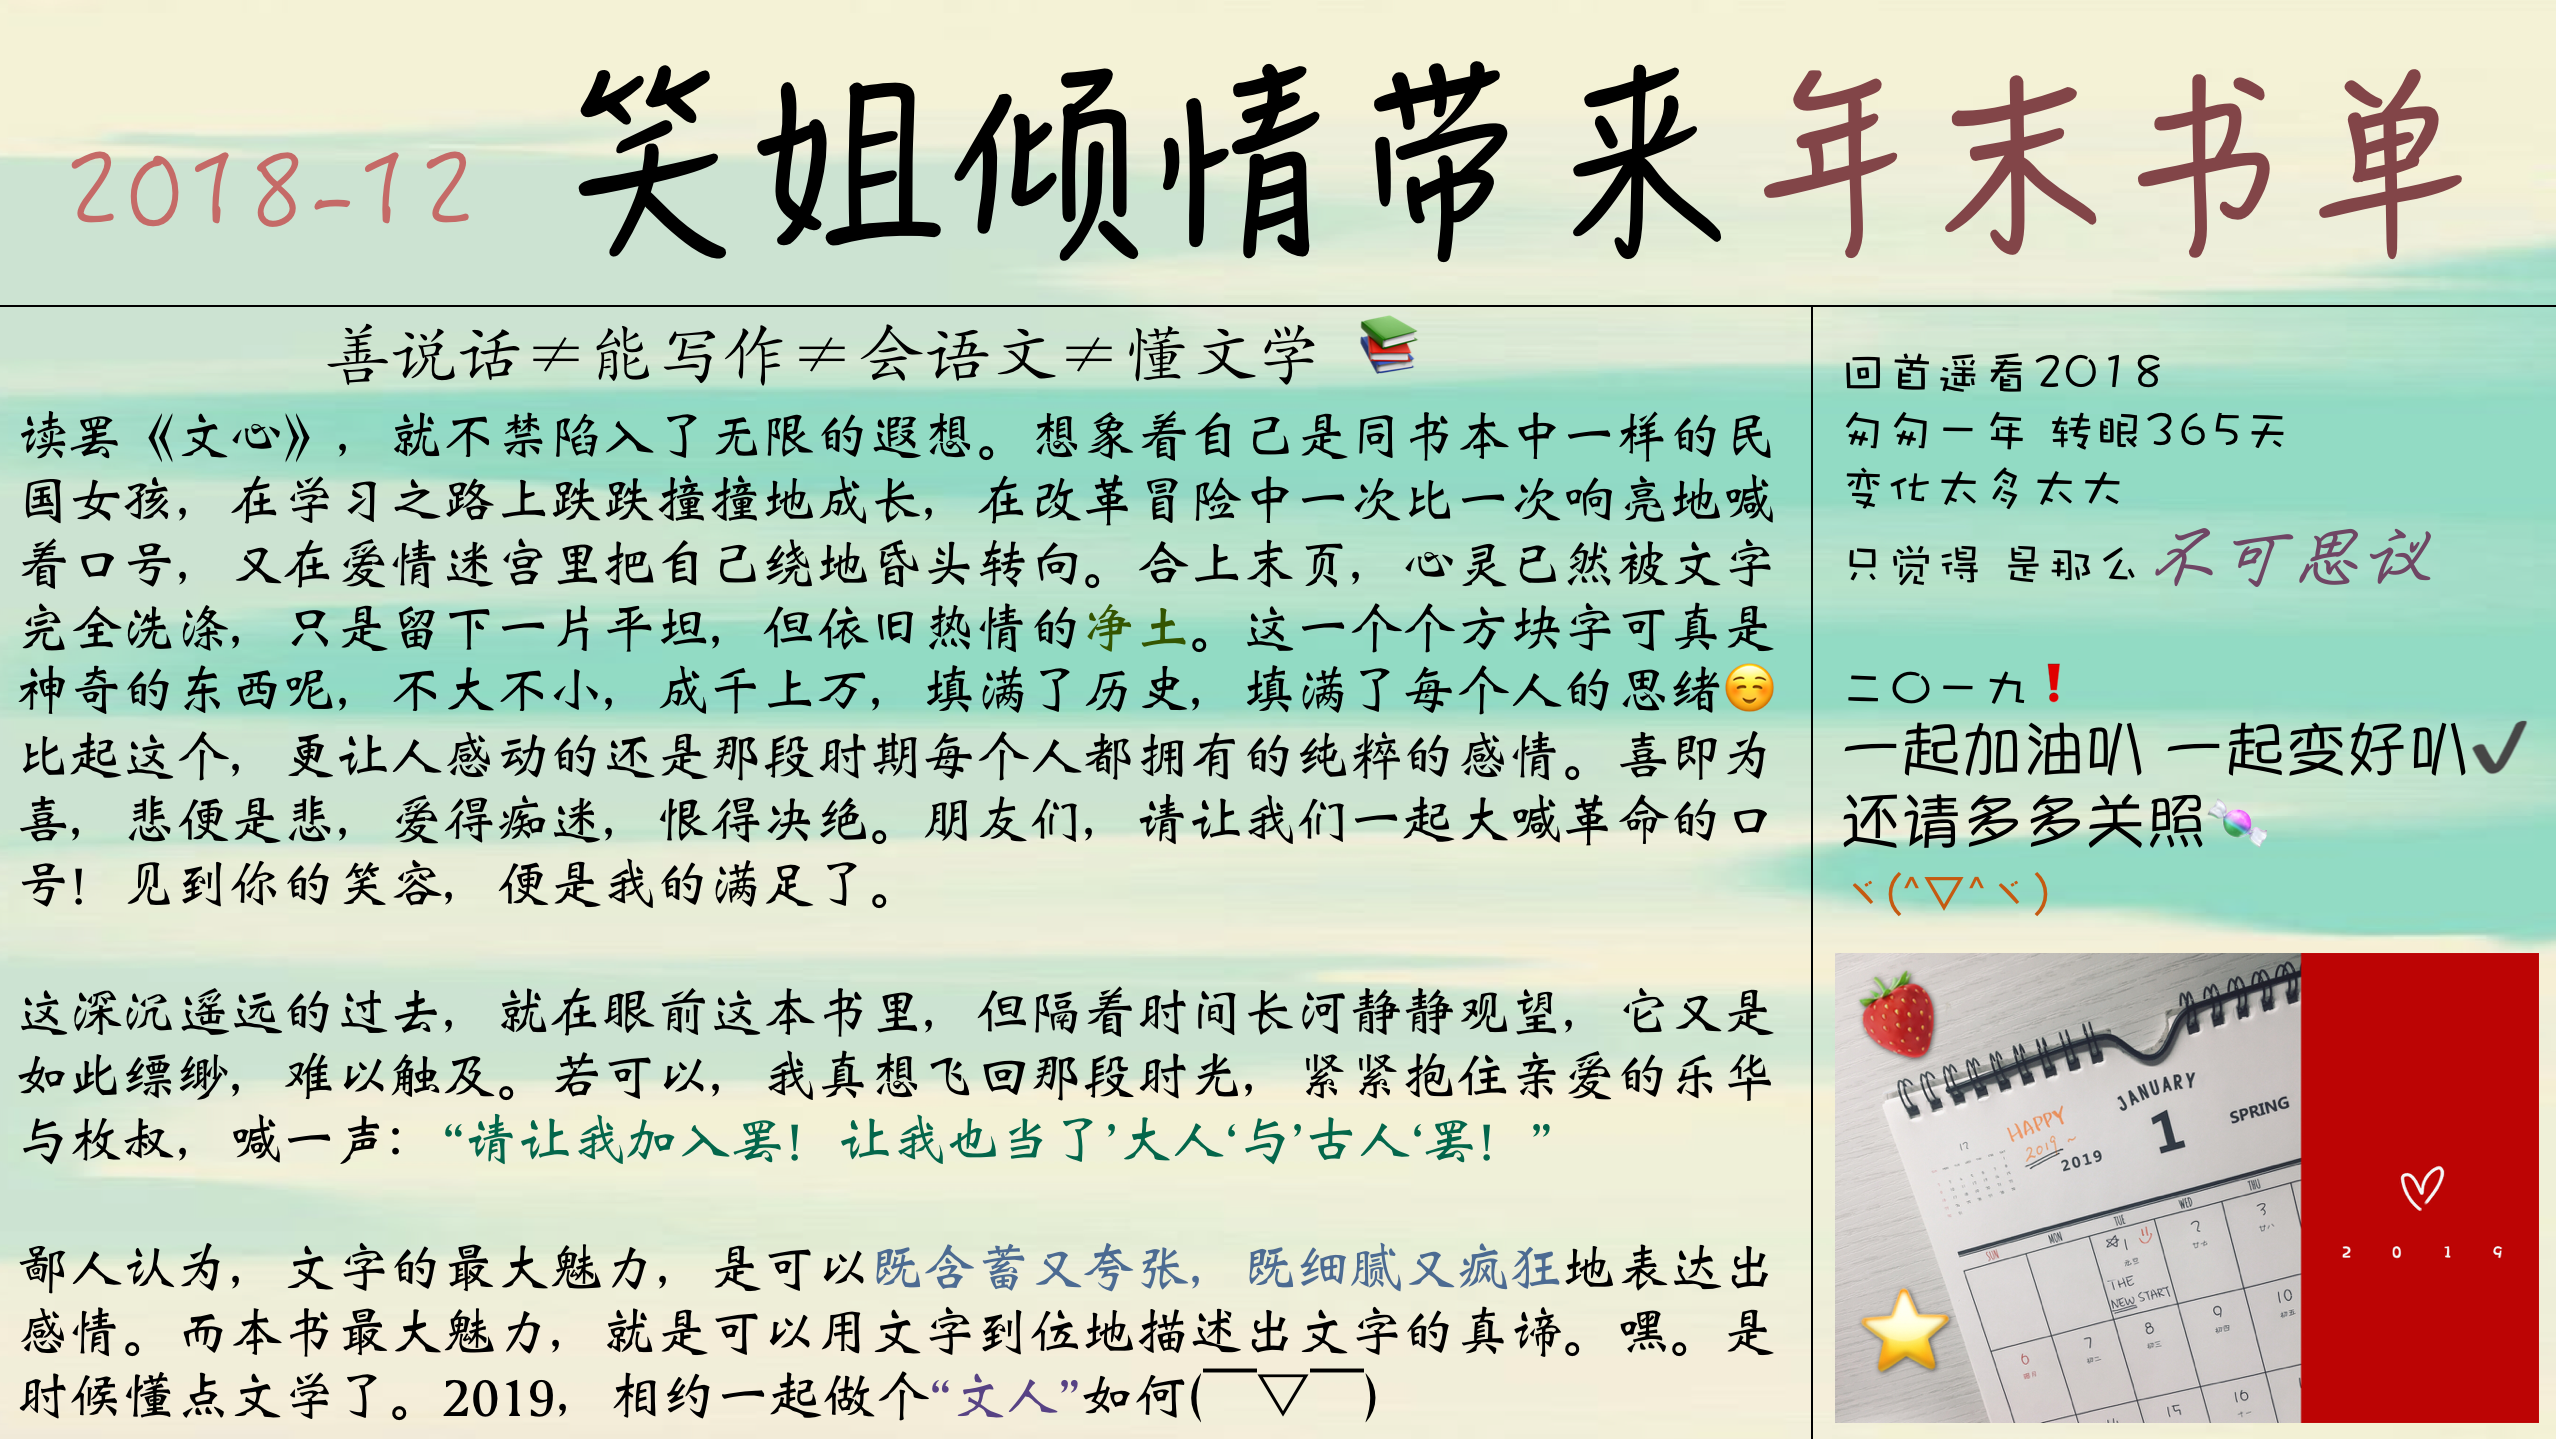 2018-12 笑姐倾情带来年末书单
善说话≠能写作≠会语文≠懂文学 📚
读罢《文心》，就不禁陷入了无限的遐想。想象着自己是同书本中一样的民
国女孩，在学习之路上跌跌撞撞地成长，在改革冒险中一次比一次响亮地喊
着口号，又在爱情迷宫里把自己绕地昏头转向。合上末页，心灵已然被文字
完全洗涤，只是留下一片平坦，但依旧热情的净土。这一个个方块字可真是
神奇的东西呢，不大不小，成千上万，填满了历史，填满了每个人的思绪☺️
比起这个，更让人感动的还是那段时期每个人都拥有的纯粹的感情。喜即为
喜，悲便是悲，爱得痴迷，恨得决绝。朋友们，请让我们一起大喊革命的口
号！见到你的笑容，便是我的满足了。
这深沉遥远的过去，就在眼前这本书里，但隔着时间长河静静观望，它又是
如此缥缈，难以触及。若可以，我真想飞回那段时光，紧紧抱住亲爱的乐华
与枚叔，喊一声：“请让我加入罢！让我也当了’大人‘与’古人‘罢！”
鄙人认为，文字的最大魅力，是可以既含蓄又夸张，既细腻又疯狂地表达出
感情。而本书最大魅力，就是可以用文字到位地描述出文字的真谛。嘿。是
时候懂点文学了。2019，相约一起做个“文人”如何(￣▽￣)
回首遥看2018
匆匆一年 转眼365天
变化太多太大
只觉得 是那么 不可思议
二〇一九❗
一起加油叭 一起变好叭✔
还请多多关照🍬
ヾ(^▽^ヾ)
JANUARY
1
SPRING
HAPPY
2019~
2019
17
SUN MON TUE WED THU
1 2 3
THE
NEW START
6 7 8 9 10
15 16
2 0 1 9